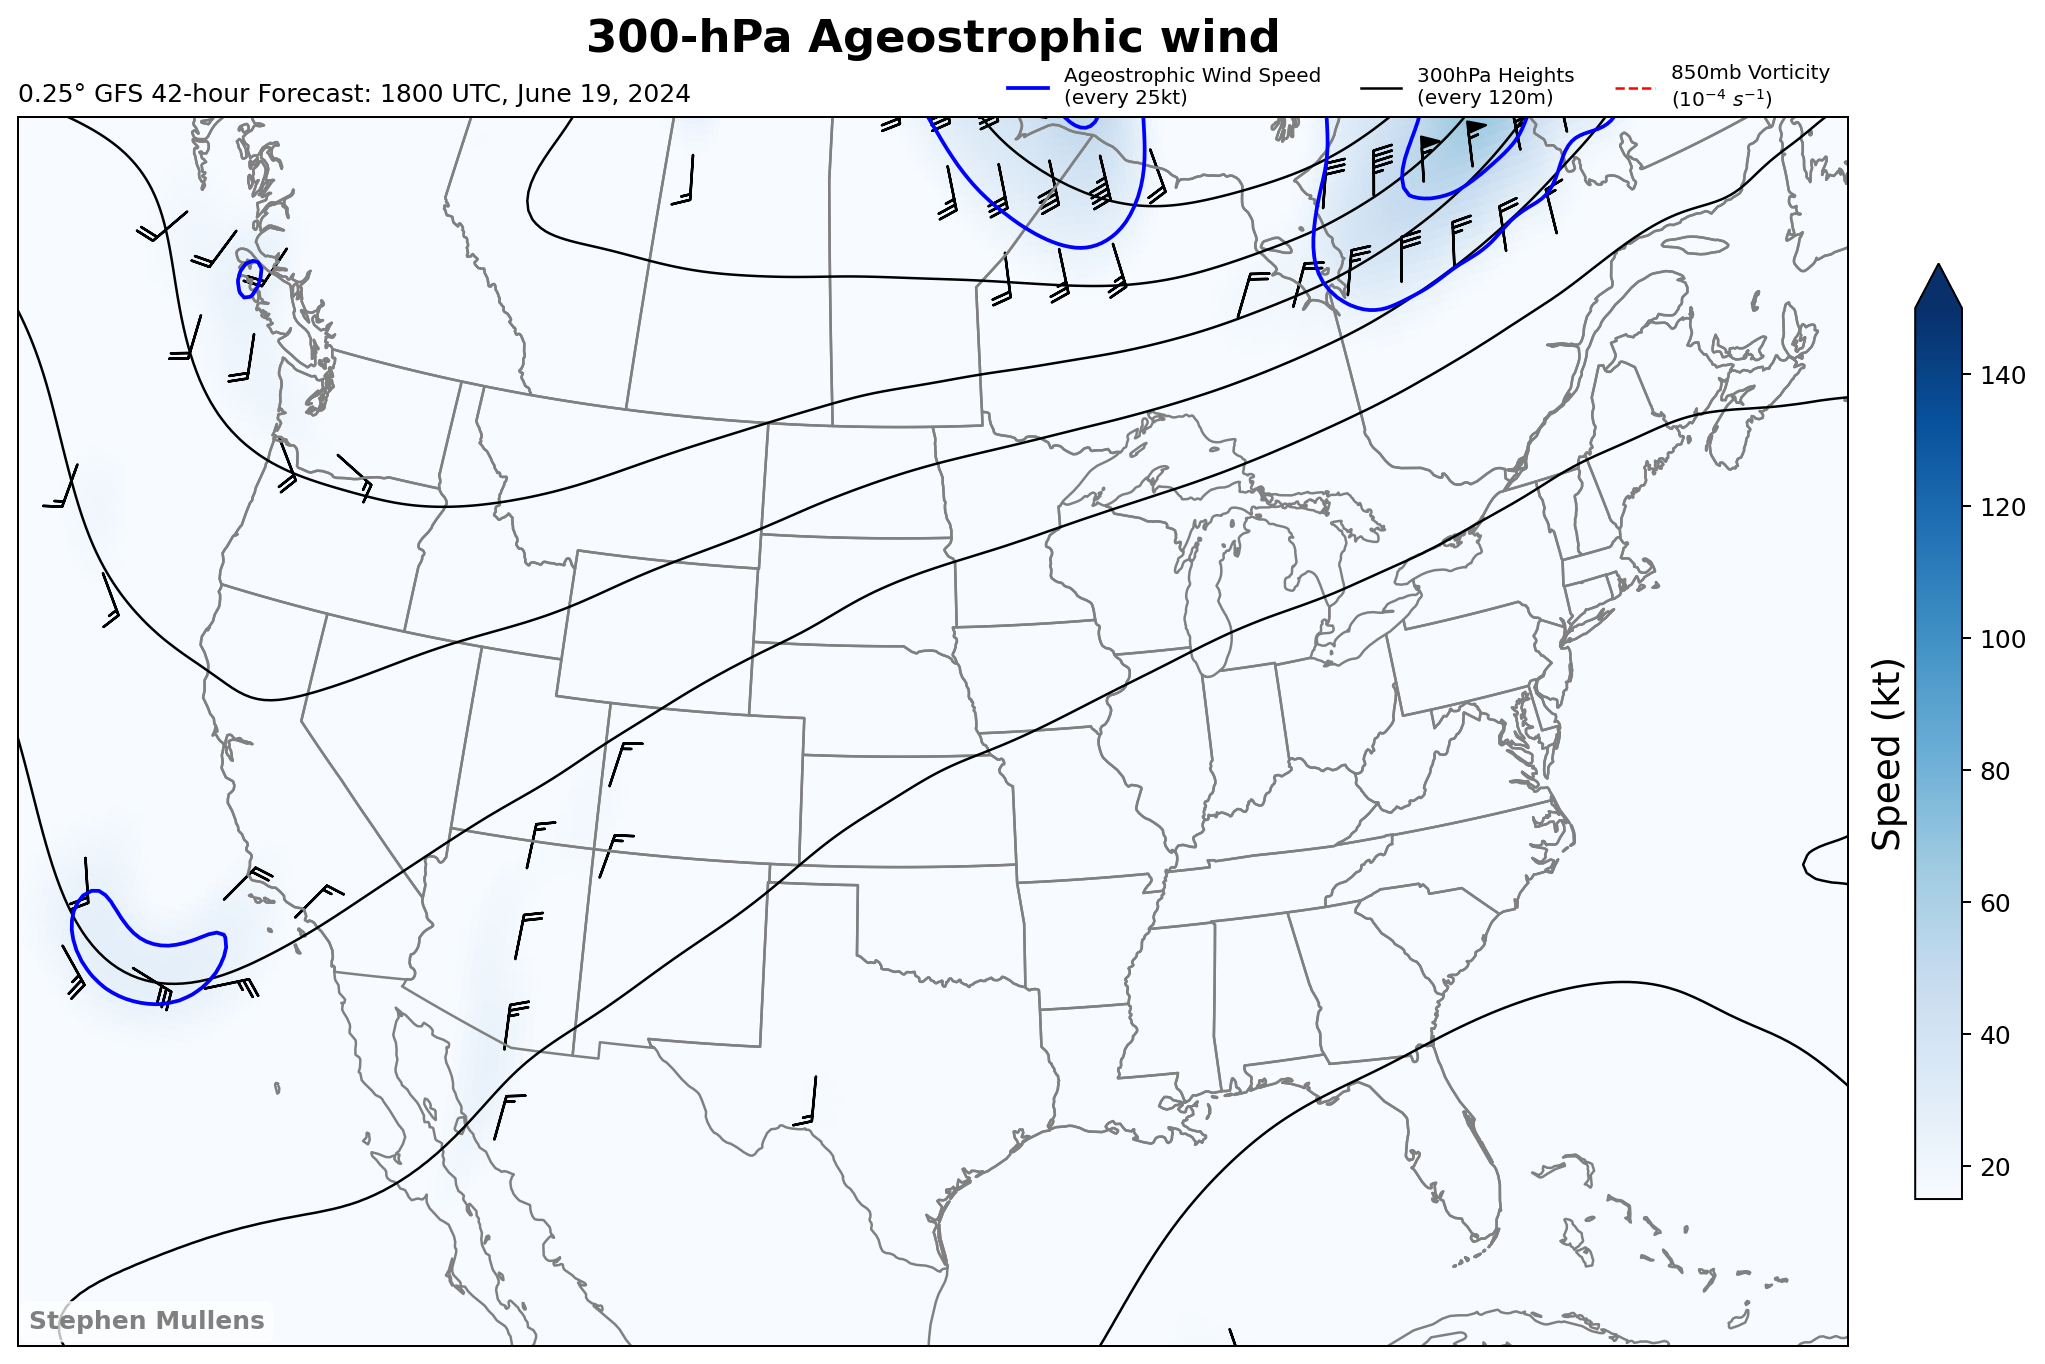 300-hPa Ageostrophic wind
0.25° GFS 42-hour Forecast: 1800 UTC, June 19, 2024
Ageostrophic Wind Speed
(every 25kt)
300hPa Heights
(every 120m)
850mb Vorticity
(10⁻⁴ s⁻¹)
140
120
100
80
60
40
20
Speed (kt)
Stephen Mullens